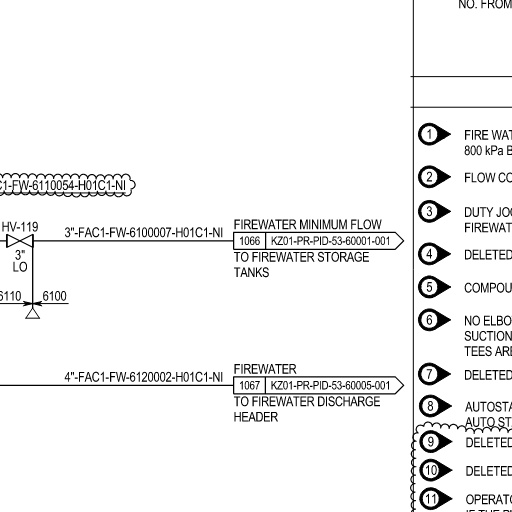 NO. FROM
1 FIRE WAT
800 kPa B
C1-FW-6110054-H01C1-NI
2 FLOW CO
3 DUTY JOC
FIREWAT
HV-119
3"-FAC1-FW-6100007-H01C1-NI
FIREWATER MINIMUM FLOW
1066 KZ01-PR-PID-53-60001-001
TO FIREWATER STORAGE
TANKS
3"
LO
4 DELETED
5 COMPOU
6110 6100
6 NO ELBO
SUCTION
TEES ARE
FIREWATER
4"-FAC1-FW-6120002-H01C1-NI
1067 KZ01-PR-PID-53-60005-001
TO FIREWATER DISCHARGE
HEADER
7 DELETED
8 AUTOSTA
AUTO ST
9 DELETED
10 DELETED
11 OPERATO